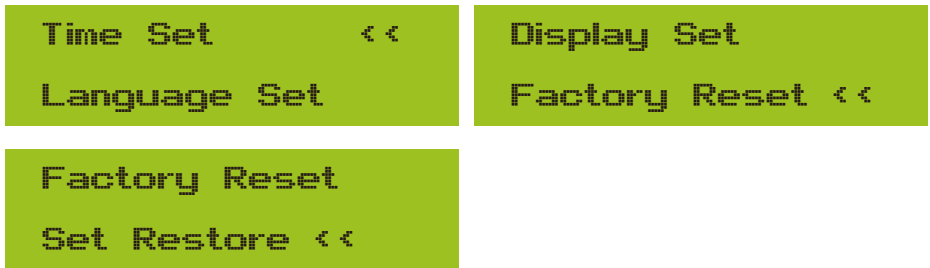 Time Set <<
Language Set
Display Set
Factory Reset <<
Factory Reset
Set Restore <<